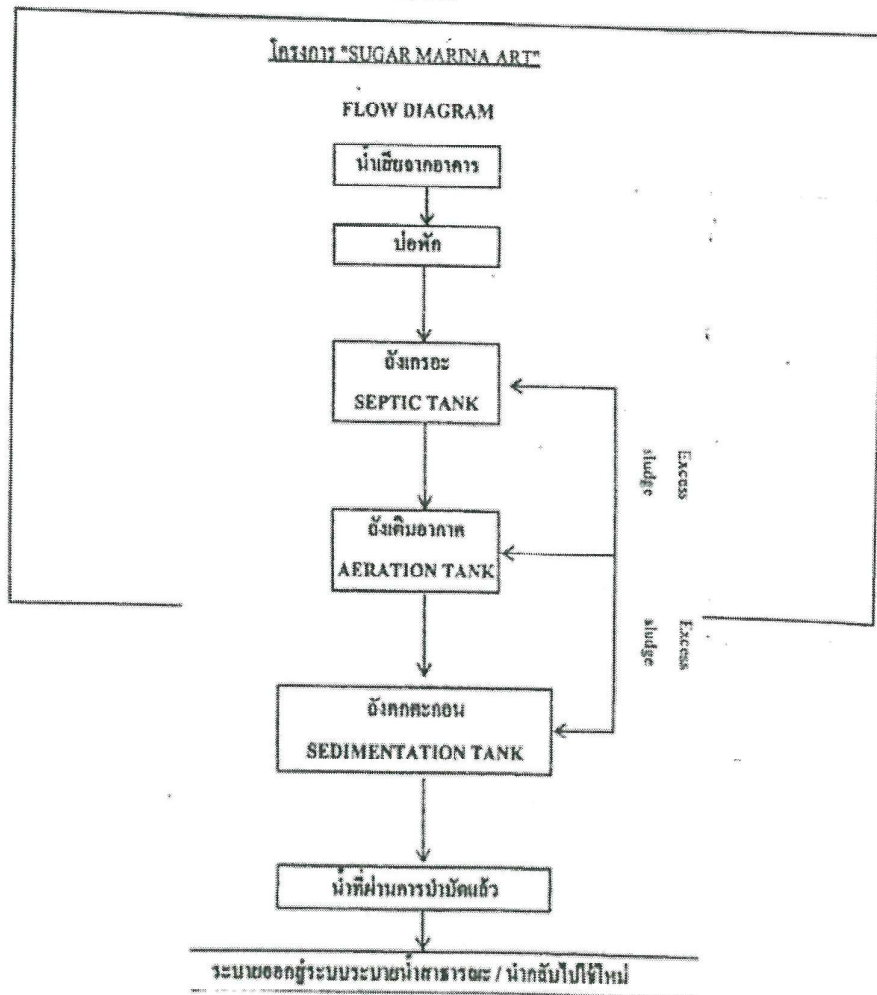 โครงการ "SUGAR MARINA ART"
FLOW DIAGRAM
น้ำเสียจากอาคาร
บ่อพัก
ถังเกรอะ
SEPTIC TANK
Excess
sludge
ถังเติมอากาศ
AERATION TANK
Excess
sludge
ถังตกตะกอน
SEDIMENTATION TANK
น้ำที่ผ่านการบำบัดแล้ว
ระบายออกสู่ระบบระบายน้ำสาธารณะ / นำกลับไปใช้ใหม่